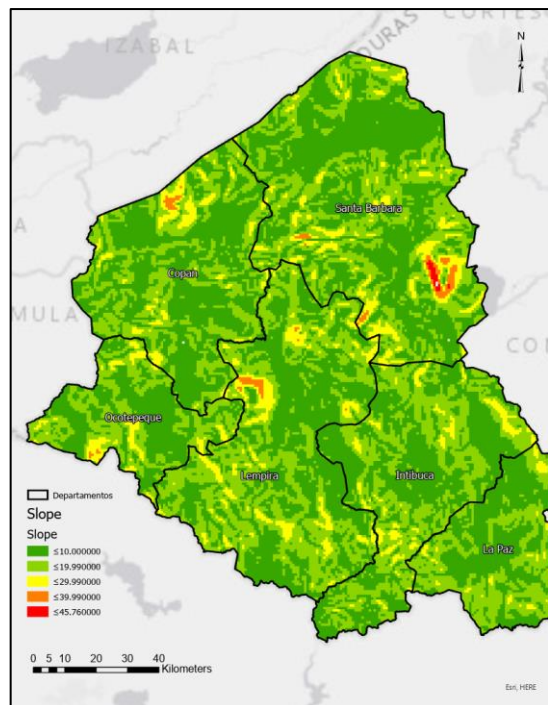 IZABAL
CORTES
DURAS
N
Santa Barbara
Copan
A
MULA
CON
Ocotepeque
Lempira
Intibuca
La Paz
Departamentos
Slope
Slope
≤10.000000
≤19.990000
≤29.990000
≤39.990000
≤45.760000
0 5 10 20 30 40
Kilometers
Esri, HERE